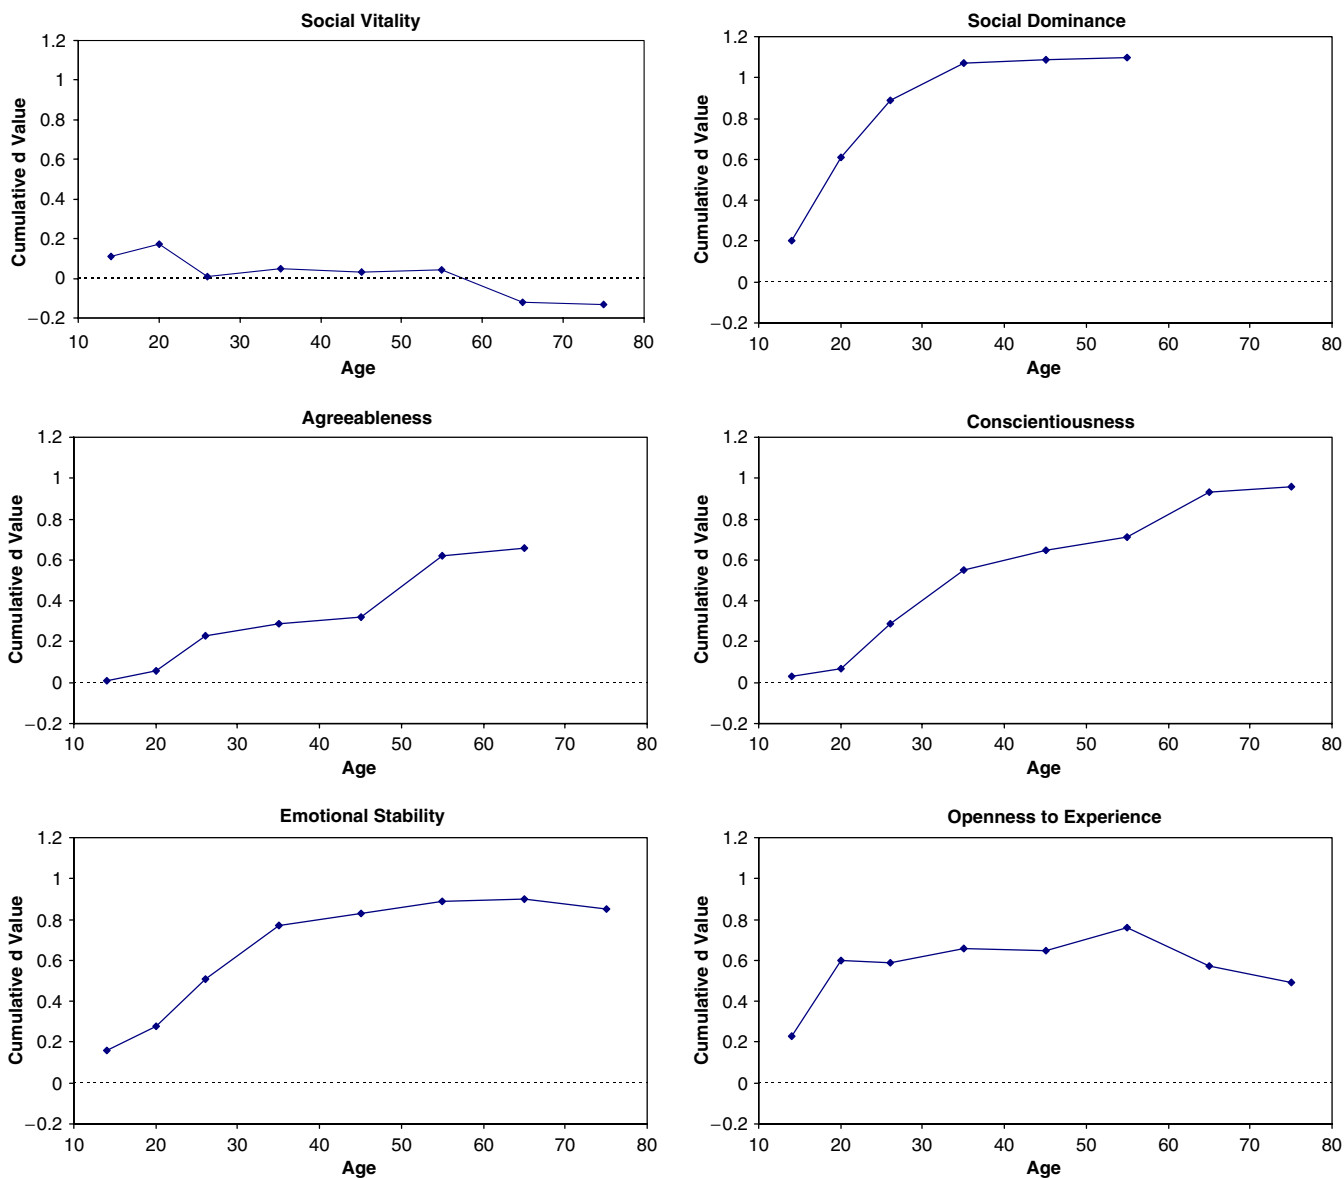 Social Vitality
1.2
1
0.8
0.6
0.4
0.2
0
−0.2
Cumulative d Value
10 20 30 40 50 60 70 80
Age
Social Dominance
1.2
1
0.8
0.6
0.4
0.2
0
−0.2
Cumulative d Value
10 20 30 40 50 60 70 80
Age
Agreeableness
1.2
1
0.8
0.6
0.4
0.2
0
−0.2
Cumulative d Value
10 20 30 40 50 60 70 80
Age
Conscientiousness
1.2
1
0.8
0.6
0.4
0.2
0
−0.2
Cumulative d Value
10 20 30 40 50 60 70 80
Age
Emotional Stability
1.2
1
0.8
0.6
0.4
0.2
0
−0.2
Cumulative d Value
10 20 30 40 50 60 70 80
Age
Openness to Experience
1.2
1
0.8
0.6
0.4
0.2
0
−0.2
Cumulative d Value
10 20 30 40 50 60 70 80
Age